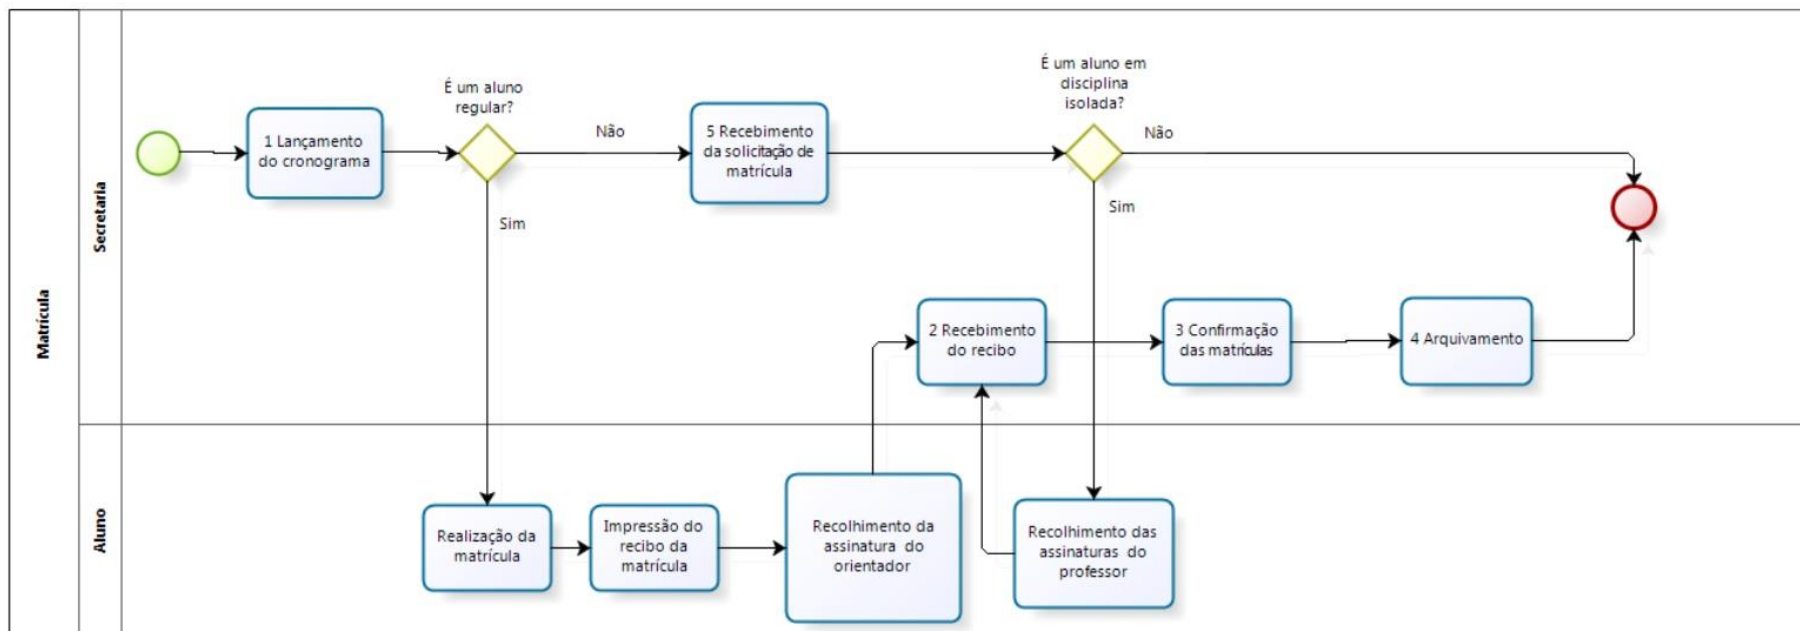 Matrícula
Secretaria
1 Lançamento
do cronograma
É um aluno
regular?
Não
Sim
5 Recebimento
da solicitação de
matrícula
É um aluno em
disciplina
isolada?
Não
Sim
2 Recebimento
do recibo
3 Confirmação
das matrículas
4 Arquivamento
Aluno
Realização da
matrícula
Impressão do
recibo da
matrícula
Recolhimento da
assinatura do
orientador
Recolhimento das
assinaturas do
professor